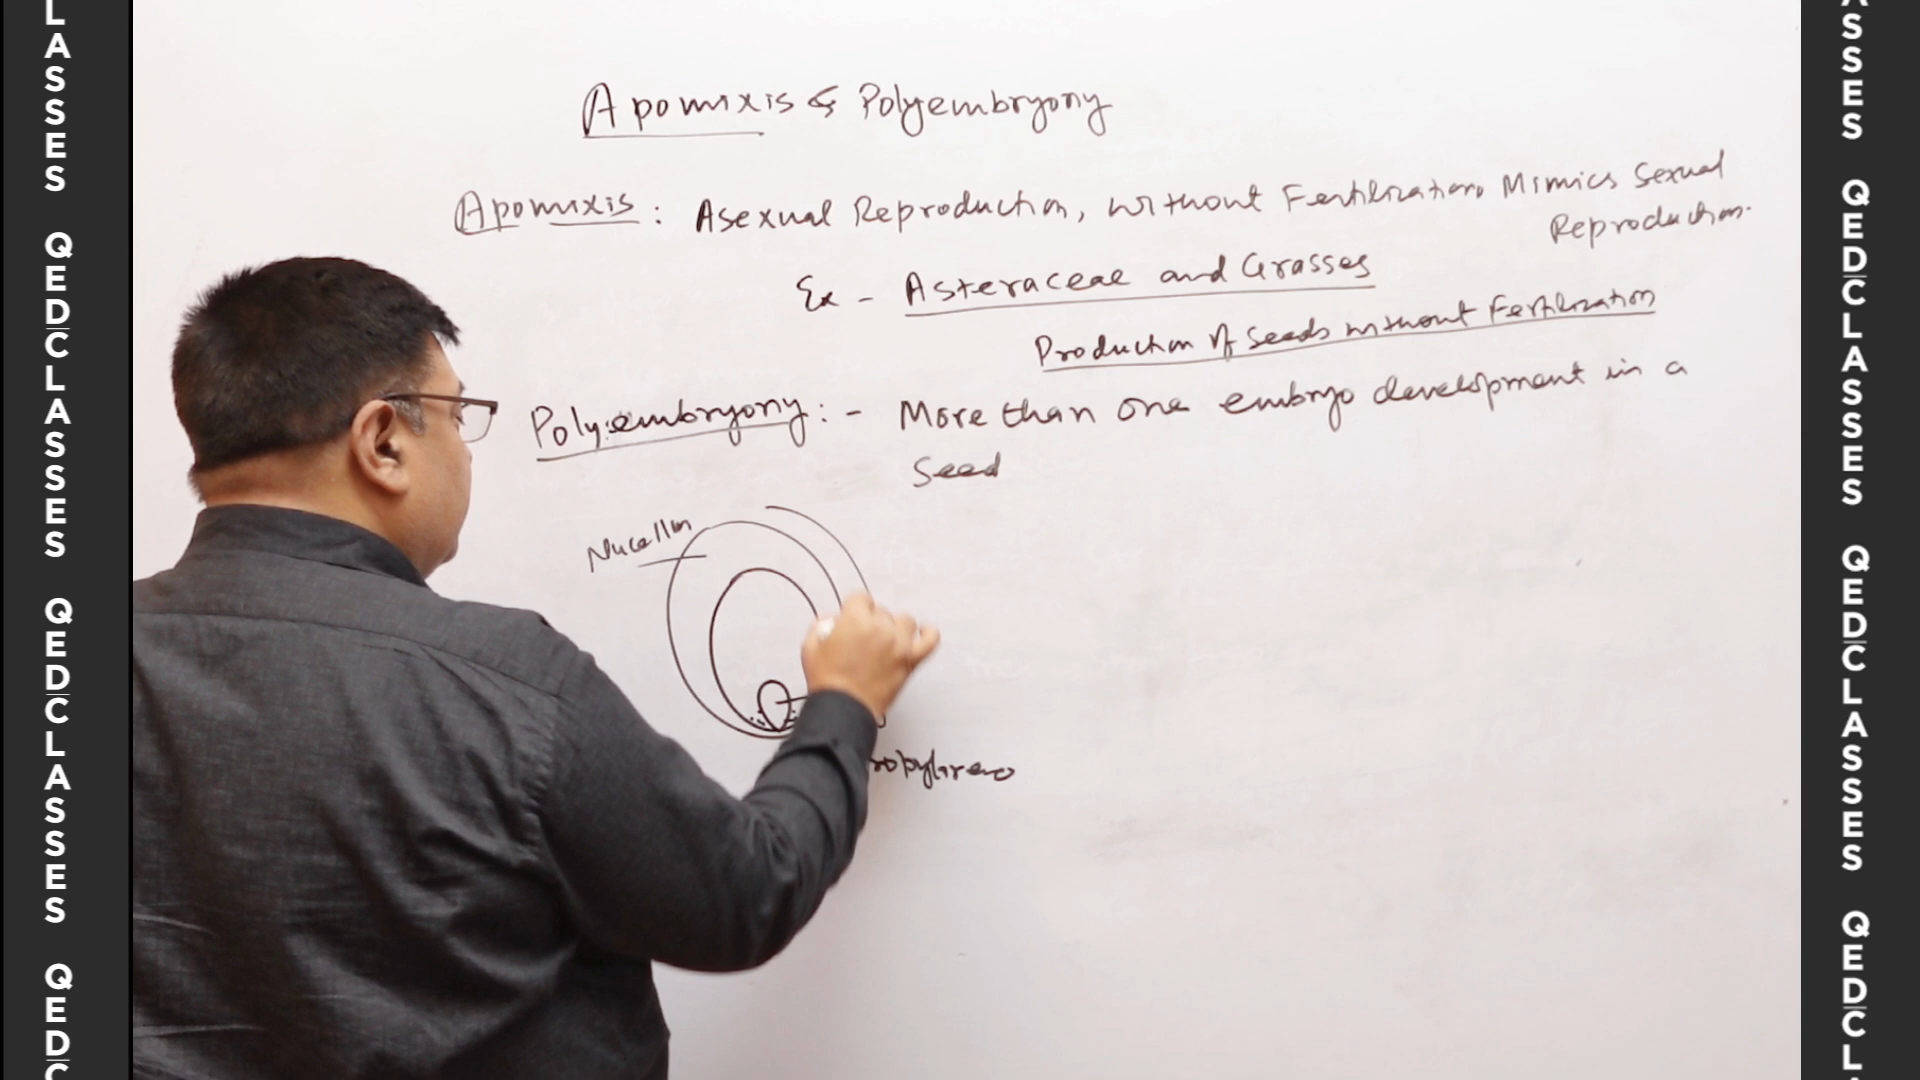 Apomixis & Polyembryony
Apomixis : Asexual Reproduction, without Fertilization, Mimics Sexual
Reproduction.
Ex - Asteraceae and Grasses
Production of Seeds without Fertilization
Polyembryony : - More than one embryo development in a
Seed
QEDCLASSES QEDCLASSES